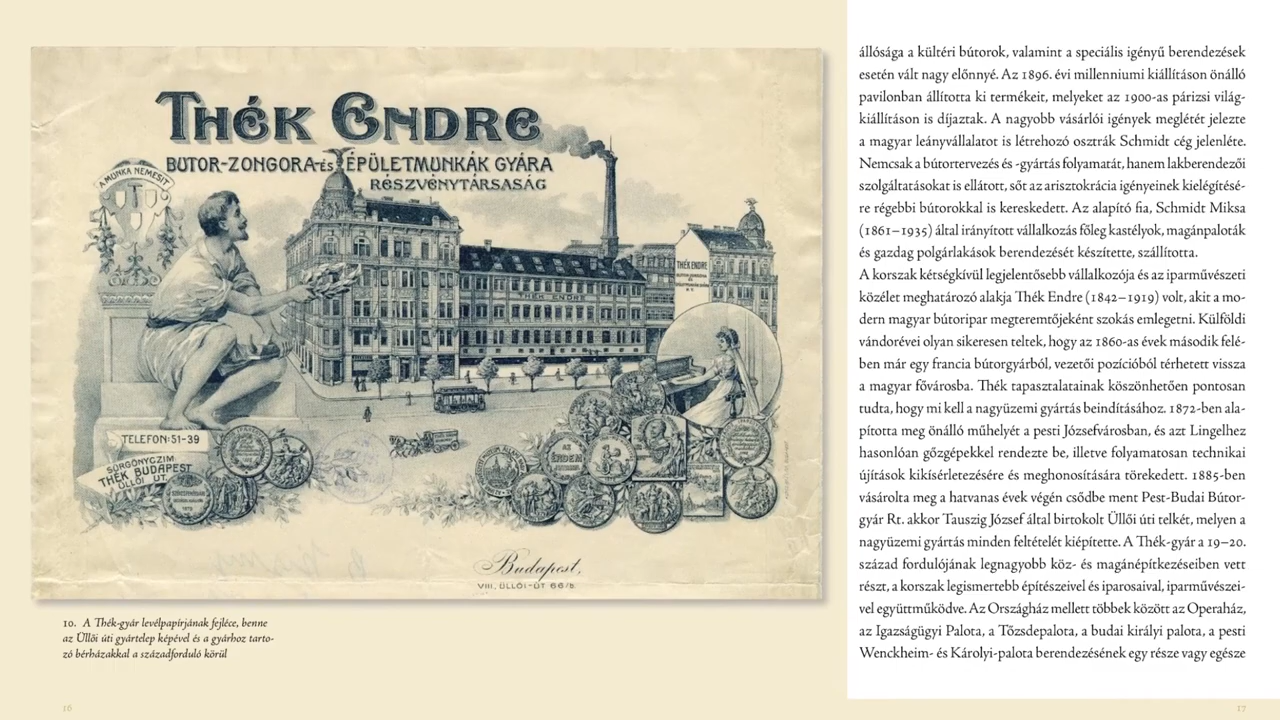 THÉK ENDRE
BUTOR-ZONGORA-ÉS ÉPÜLETMUNKÁK GYÁRA
RÉSZVÉNYTÁRSASÁG
A MUNKA NEMESIT
THÉK ENDRE
THÉK ENDRE
TELEFON:51-39
SÜRGÖNYCZIM
THÉK BUDAPEST
ÜLLŐI UT.
AZ
ÉRDEM
Budapest,
VIII. ÜLLŐI-ÚT 66/b.
10. A Thék-gyár levélpapírjának fejléce, benne
az Üllői úti gyártelep képével és a gyárhoz tarto-
zó bérházakkal a századforduló körül
16
állósága a kültéri bútorok, valamint a speciális igényű berendezések
esetén vált nagy előnnyé. Az 1896. évi millenniumi kiállításon önálló
pavilonban állította ki termékeit, melyeket az 1900-as párizsi világ-
kiállításon is díjaztak. A nagyobb vásárlói igények meglétét jelezte
a magyar leányvállalatot is létrehozó osztrák Schmidt cég jelenléte.
Nemcsak a bútortervezés és -gyártás folyamatát, hanem lakberendezői
szolgáltatásokat is ellátott, sőt az arisztokrácia igényeinek kielégítésé-
re régebbi bútorokkal is kereskedett. Az alapító fia, Schmidt Miksa
(1861–1935) által irányított vállalkozás főleg kastélyok, magánpaloták
és gazdag polgárlakások berendezését készítette, szállította.
A korszak kétségkívül legjelentősebb vállalkozója és az iparművészeti
közélet meghatározó alakja Thék Endre (1842–1919) volt, akit a mo-
dern magyar bútoripar megteremtőjeként szokás emlegetni. Külföldi
vándorévei olyan sikeresen teltek, hogy az 1860-as évek második felé-
ben már egy francia bútorgyárból, vezetői pozícióból térhetett vissza
a magyar fővárosba. Thék tapasztalatainak köszönhetően pontosan
tudta, hogy mi kell a nagyüzemi gyártás beindításához. 1872-ben ala-
pította meg önálló műhelyét a pesti Józsefvárosban, és azt Lingelhez
hasonlóan gőzgépekkel rendezte be, illetve folyamatosan technikai
újítások kikísérletezésére és meghonosítására törekedett. 1885-ben
vásárolta meg a hatvanas évek végén csődbe ment Pest-Budai Bútor-
gyár Rt. akkor Tauszig József által birtokolt Üllői úti telkét, melyen a
nagyüzemi gyártás minden feltételét kiépítette. A Thék-gyár a 19–20.
század fordulójának legnagyobb köz- és magánépítkezéseiben vett
részt, a korszak legismertebb építészeivel és iparosaival, iparművészei-
vel együttműködve. Az Országház mellett többek között az Operaház,
az Igazságügyi Palota, a Tőzsdepalota, a budai királyi palota, a pesti
Wenckheim- és Károlyi-palota berendezésének egy része vagy egésze
17